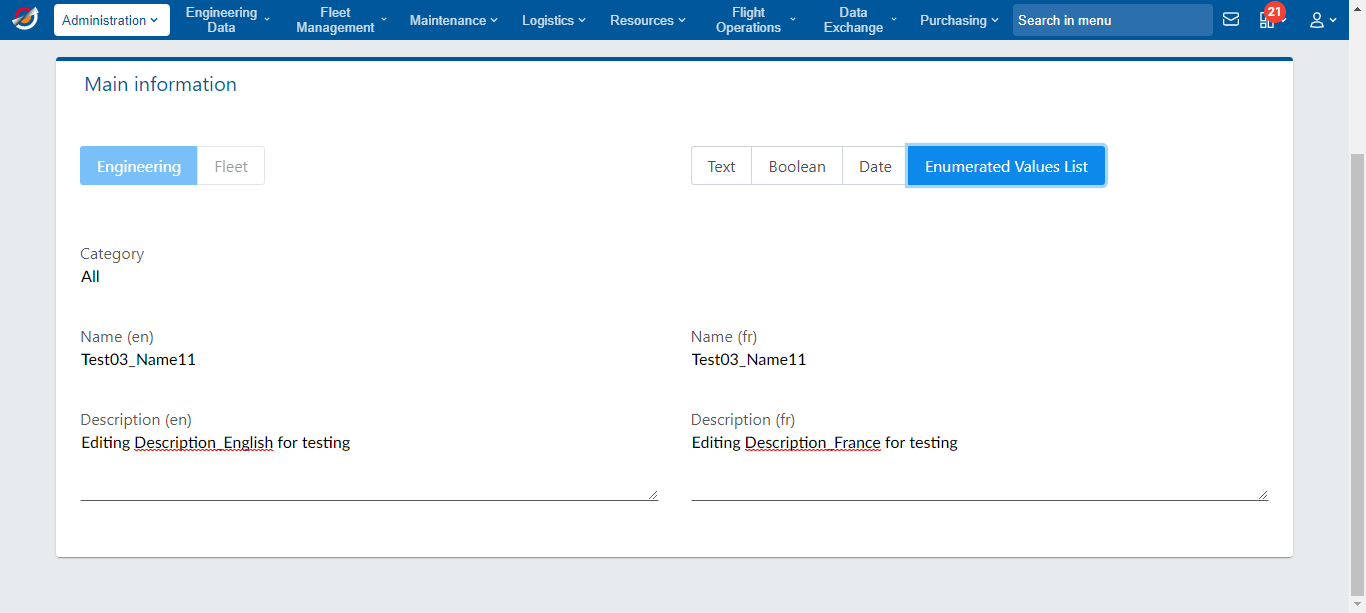 Administration
Engineering
Data
Fleet
Management
Maintenance
Logistics
Resources
Flight
Operations
Data
Exchange
Purchasing
Search in menu
21
Main information
Engineering Fleet
Text Boolean Date Enumerated Values List
Category
All
Name (en)
Test03_Name11
Name (fr)
Test03_Name11
Description (en)
Editing Description_English for testing
Description (fr)
Editing Description_France for testing